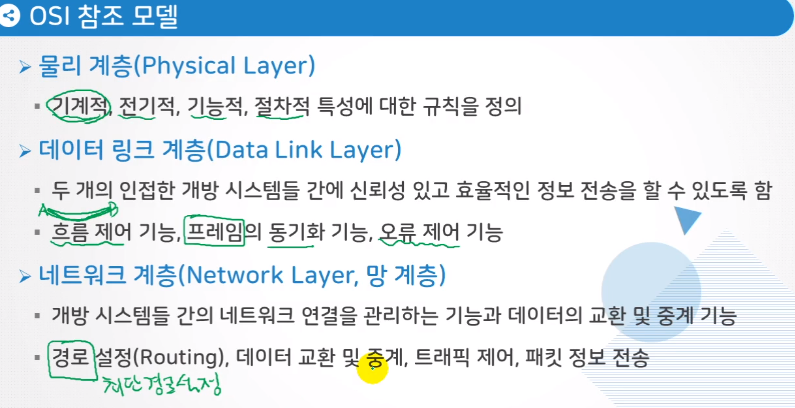 OSI 참조 모델
➢ 물리 계층(Physical Layer)
▪ 기계적, 전기적, 기능적, 절차적 특성에 대한 규칙을 정의
➢ 데이터 링크 계층(Data Link Layer)
▪ 두 개의 인접한 개방 시스템들 간에 신뢰성 있고 효율적인 정보 전송을 할 수 있도록 함
A B
▪ 흐름 제어 기능, 프레임의 동기화 기능, 오류 제어 기능
➢ 네트워크 계층(Network Layer, 망 계층)
▪ 개방 시스템들 간의 네트워크 연결을 관리하는 기능과 데이터의 교환 및 중계 기능
▪ 경로 설정(Routing), 데이터 교환 및 중계, 트래픽 제어, 패킷 정보 전송
최단경로설정